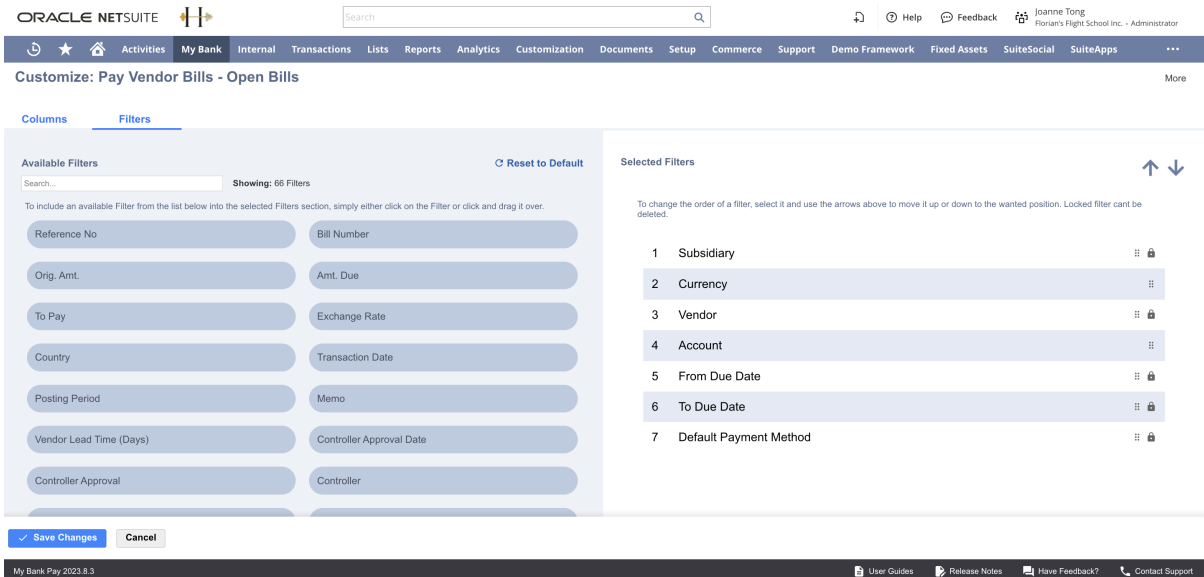 ORACLE NETSUITE
Search
Help
Feedback
Joanne Tong
Florian's Flight School Inc. - Administrator
Activities My Bank Internal Transactions Lists Reports Analytics Customization Documents Setup Commerce Support Demo Framework Fixed Assets SuiteSocial SuiteApps
Customize: Pay Vendor Bills - Open Bills
More
Columns Filters
Available Filters
Reset to Default
Search...
Showing: 66 Filters
To include an available Filter from the list below into the selected Filters section, simply either click on the Filter or click and drag it over.
Reference No
Bill Number
Orig. Amt.
Amt. Due
To Pay
Exchange Rate
Country
Transaction Date
Posting Period
Memo
Vendor Lead Time (Days)
Controller Approval Date
Controller Approval
Controller
Selected Filters
To change the order of a filter, select it and use the arrows above to move it up or down to the wanted position. Locked filter cant be
deleted.
1 Subsidiary
2 Currency
3 Vendor
4 Account
5 From Due Date
6 To Due Date
7 Default Payment Method
Save Changes
Cancel
My Bank Pay 2023.8.3
User Guides
Release Notes
Have Feedback?
Contact Support